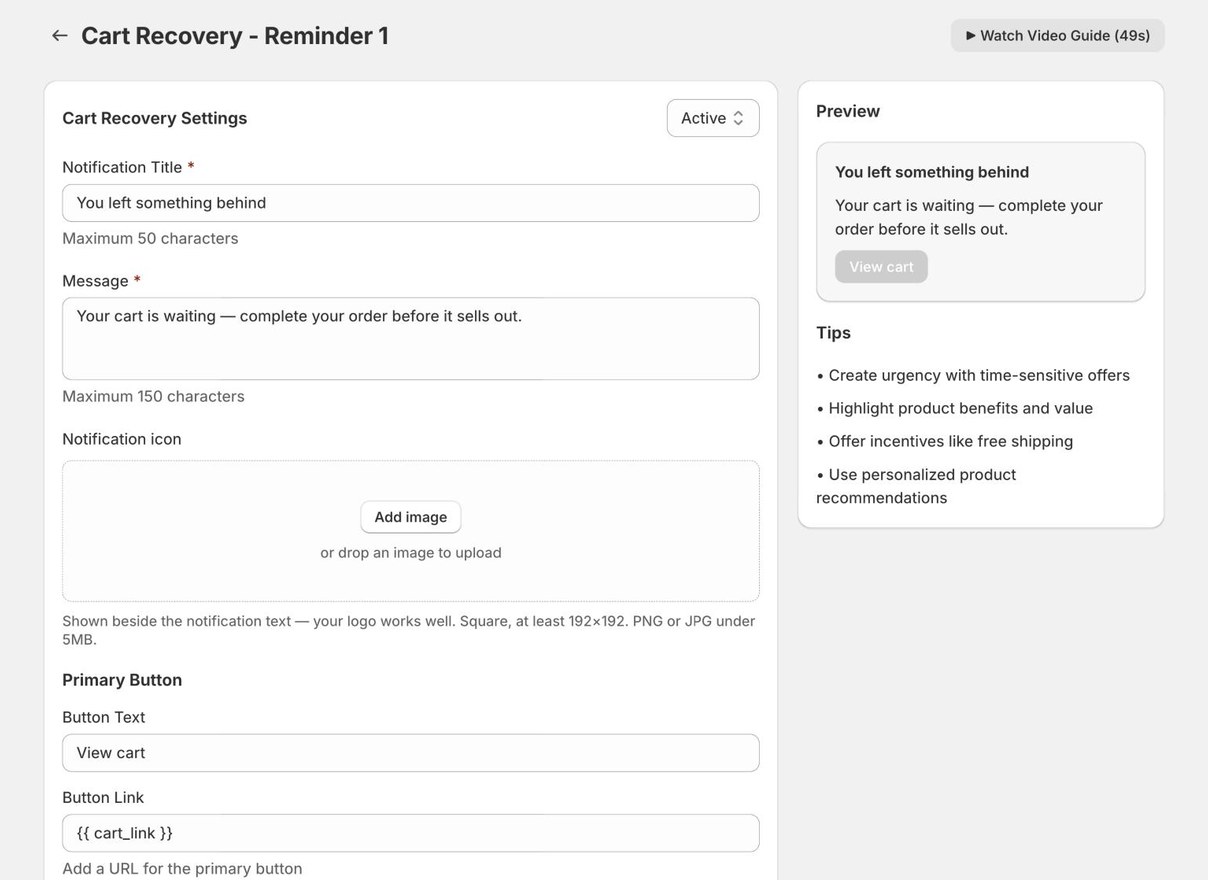 ← Cart Recovery - Reminder 1
▶ Watch Video Guide (49s)
Cart Recovery Settings
Active
Notification Title *
You left something behind
Maximum 50 characters
Message *
Your cart is waiting — complete your order before it sells out.
Maximum 150 characters
Notification icon
Add image
or drop an image to upload
Shown beside the notification text — your logo works well. Square, at least 192×192. PNG or JPG under
5MB.
Primary Button
Button Text
View cart
Button Link
{{ cart_link }}
Add a URL for the primary button
Preview
You left something behind
Your cart is waiting — complete your
order before it sells out.
View cart
Tips
• Create urgency with time-sensitive offers
• Highlight product benefits and value
• Offer incentives like free shipping
• Use personalized product
recommendations